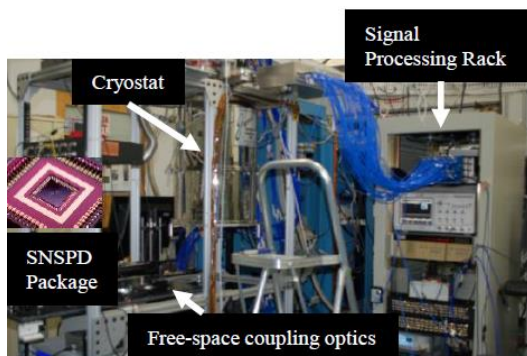 Signal
Processing Rack
Cryostat
SNSPD
Package
Free-space coupling optics